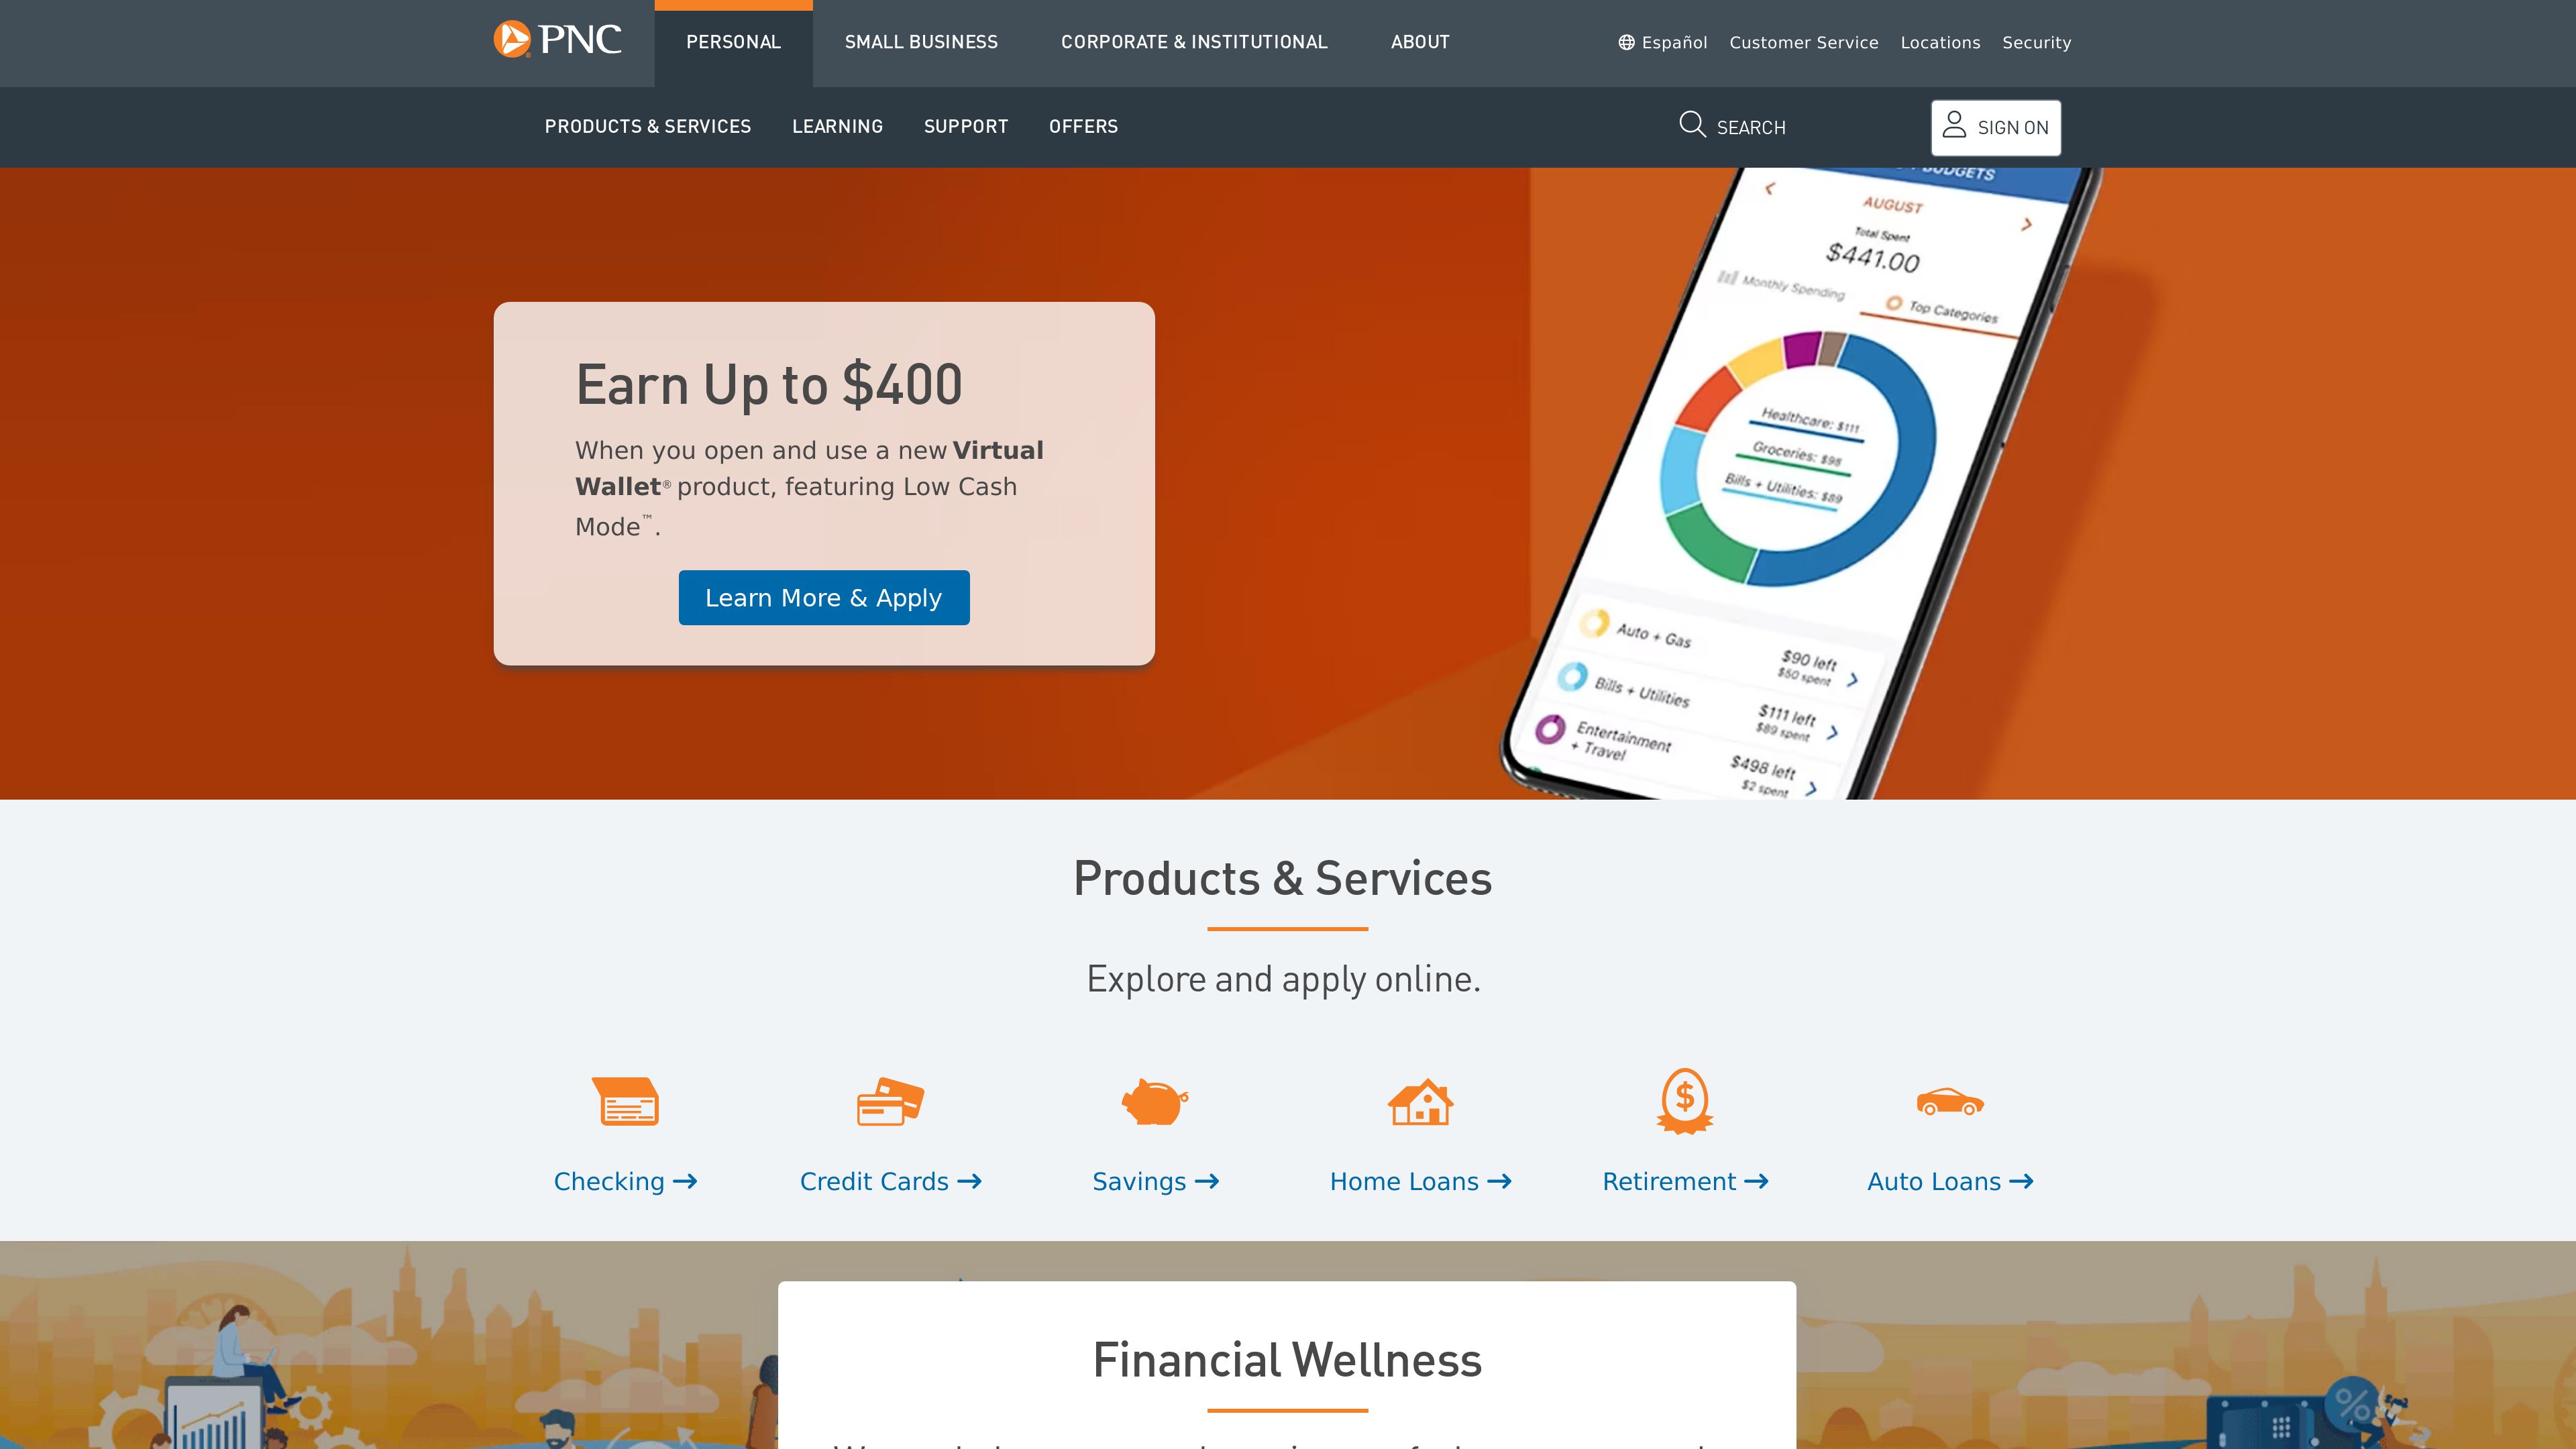 PNC
PERSONAL
SMALL BUSINESS
CORPORATE & INSTITUTIONAL
ABOUT
Español
Customer Service
Locations
Security
PRODUCTS & SERVICES
LEARNING
SUPPORT
OFFERS
SEARCH
SIGN ON
Earn Up to $400
When you open and use a new Virtual
Wallet® product, featuring Low Cash
Mode™.
Learn More & Apply
BUDGETS
AUGUST
Total Spent
$441.00
Monthly Spending
Top Categories
Healthcare: $111
Groceries: $98
Bills + Utilities: $89
Auto + Gas
$90 left
$50 spent
Bills + Utilities
$111 left
$89 spent
Entertainment
+ Travel
$498 left
$2 spent
Products & Services
Explore and apply online.
Checking
Credit Cards
Savings
Home Loans
Retirement
Auto Loans
Financial Wellness